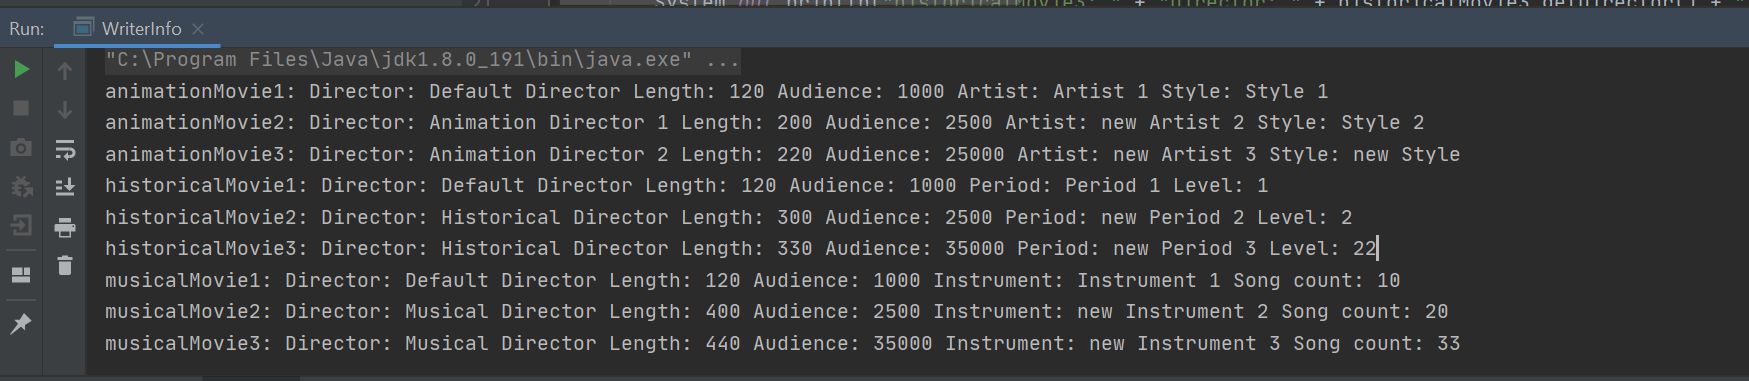 System.out.println("historicalMovie3: " + "Director: " + historicalMovie3.getDirector() + "
Run: WriterInfo
"C:\Program Files\Java\jdk1.8.0_191\bin\java.exe" ...
animationMovie1: Director: Default Director Length: 120 Audience: 1000 Artist: Artist 1 Style: Style 1
animationMovie2: Director: Animation Director 1 Length: 200 Audience: 2500 Artist: new Artist 2 Style: Style 2
animationMovie3: Director: Animation Director 2 Length: 220 Audience: 25000 Artist: new Artist 3 Style: new Style
historicalMovie1: Director: Default Director Length: 120 Audience: 1000 Period: Period 1 Level: 1
historicalMovie2: Director: Historical Director Length: 300 Audience: 2500 Period: new Period 2 Level: 2
historicalMovie3: Director: Historical Director Length: 330 Audience: 35000 Period: new Period 3 Level: 22
musicalMovie1: Director: Default Director Length: 120 Audience: 1000 Instrument: Instrument 1 Song count: 10
musicalMovie2: Director: Musical Director Length: 400 Audience: 2500 Instrument: new Instrument 2 Song count: 20
musicalMovie3: Director: Musical Director Length: 440 Audience: 35000 Instrument: new Instrument 3 Song count: 33